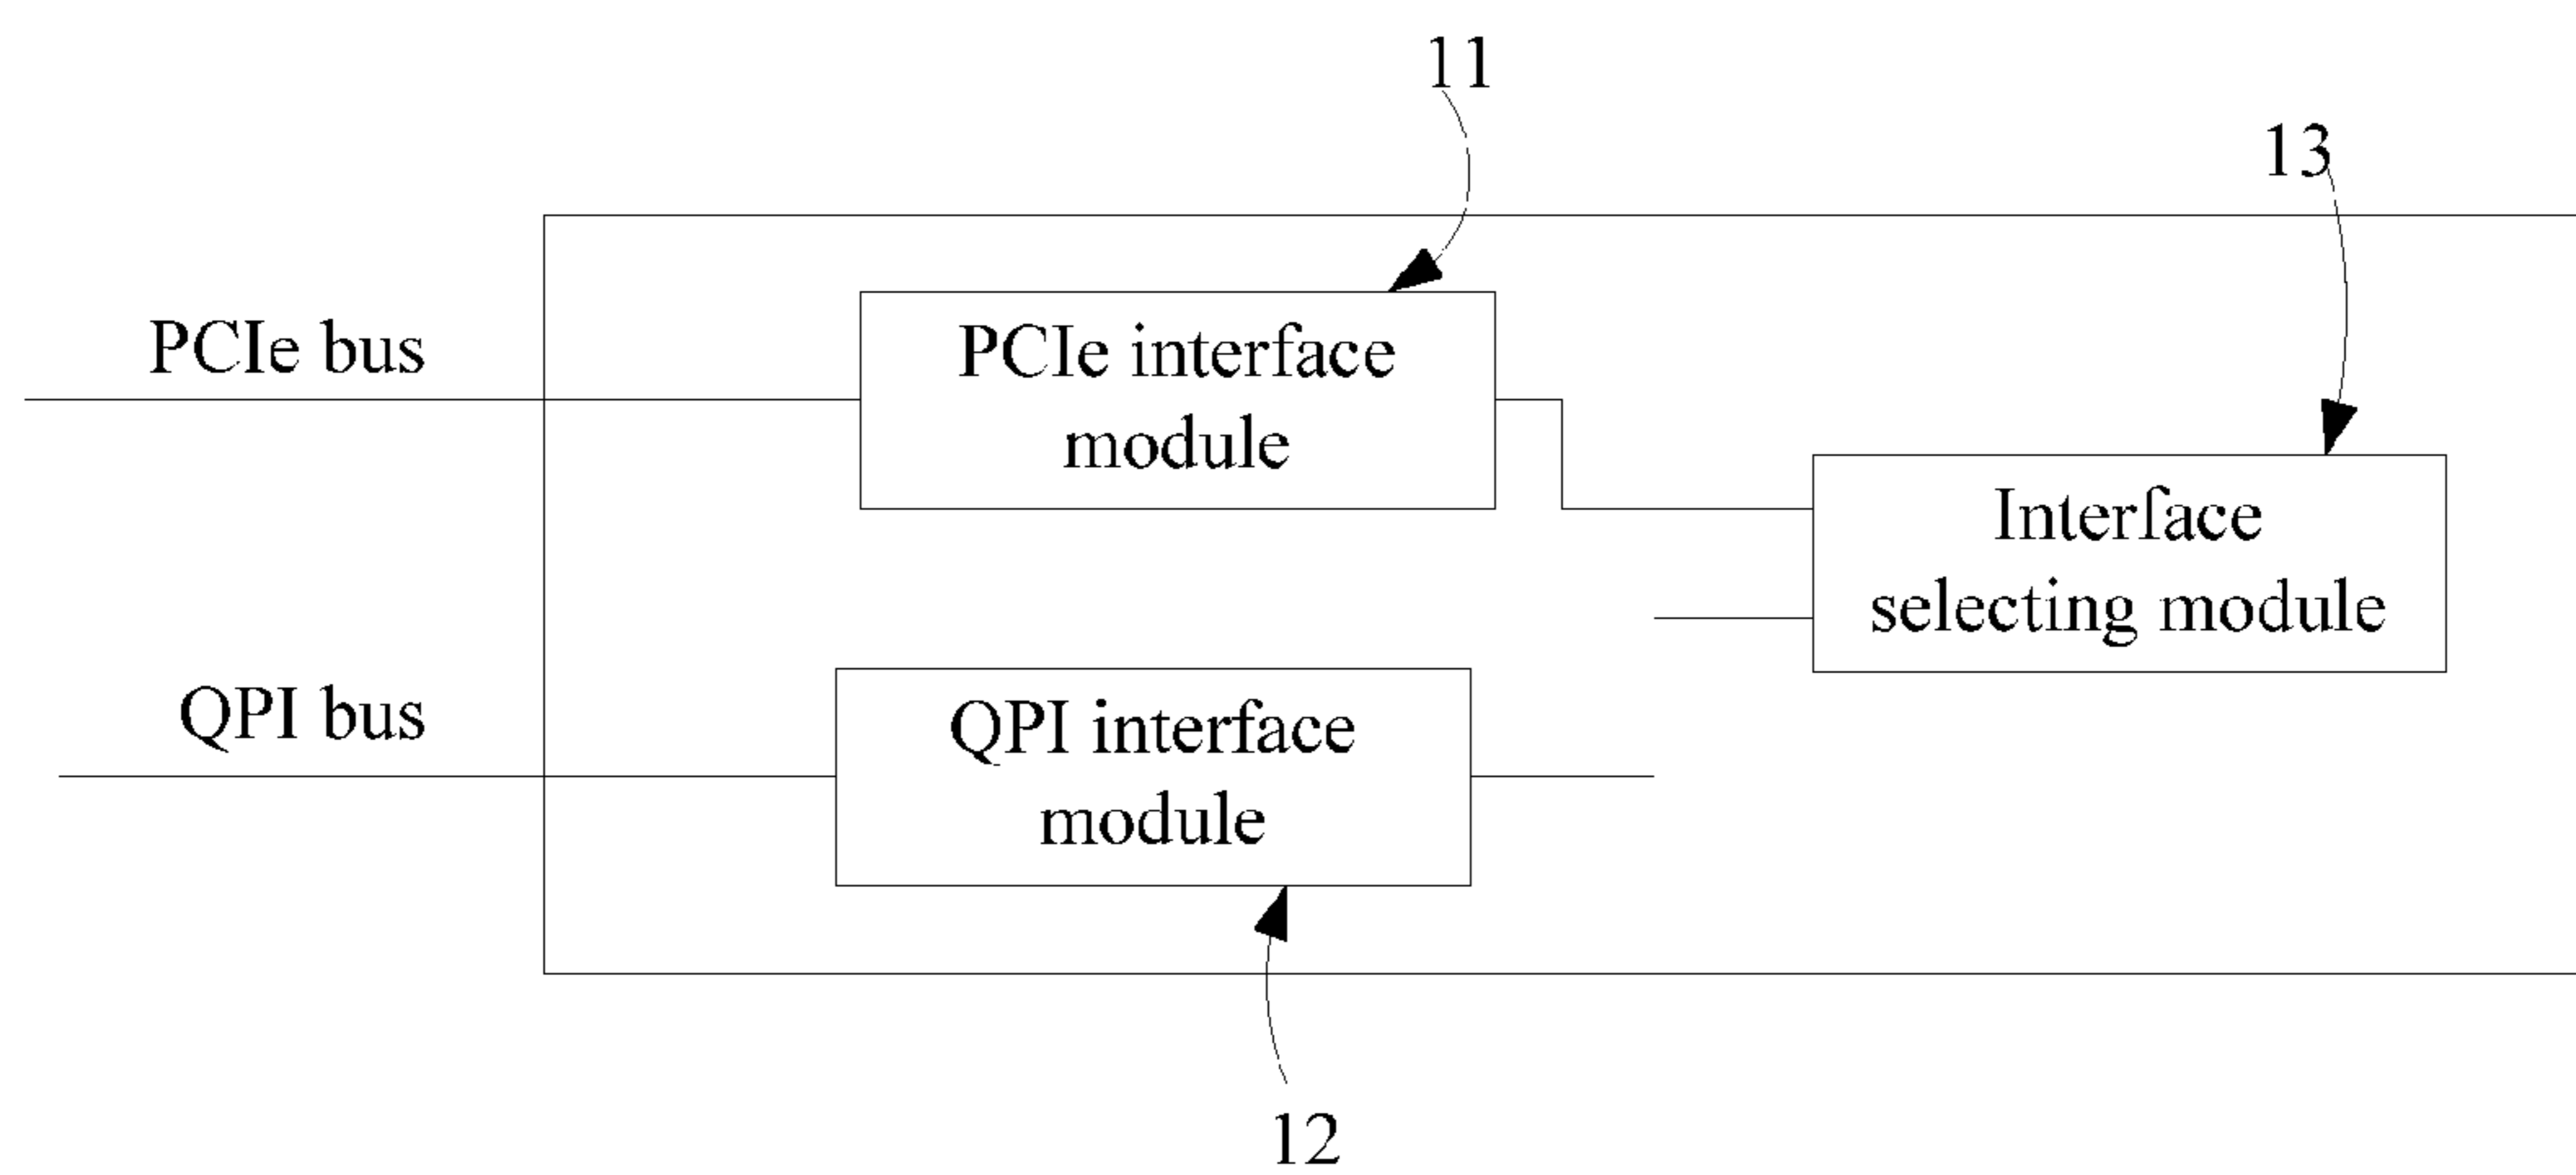 11
13
PCIe bus
PCIe interface
module
Interface
selecting module
QPI bus
QPI interface
module
12